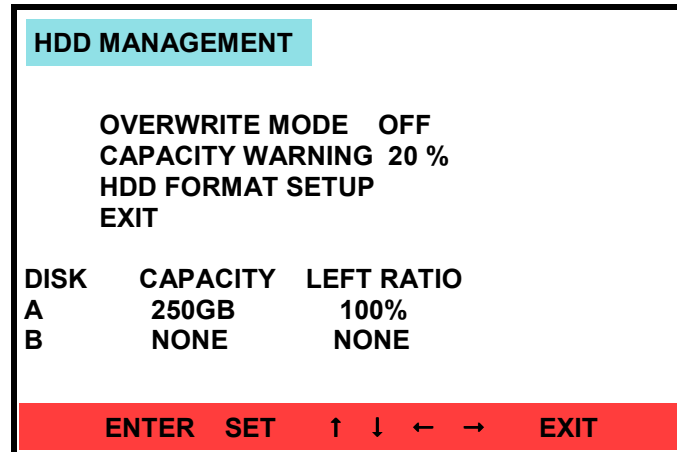 HDD MANAGEMENT
OVERWRITE MODE OFF
CAPACITY WARNING 20 %
HDD FORMAT SETUP
EXIT
DISK CAPACITY LEFT RATIO
A 250GB 100%
B NONE NONE
ENTER SET ↑ ↓ ← → EXIT